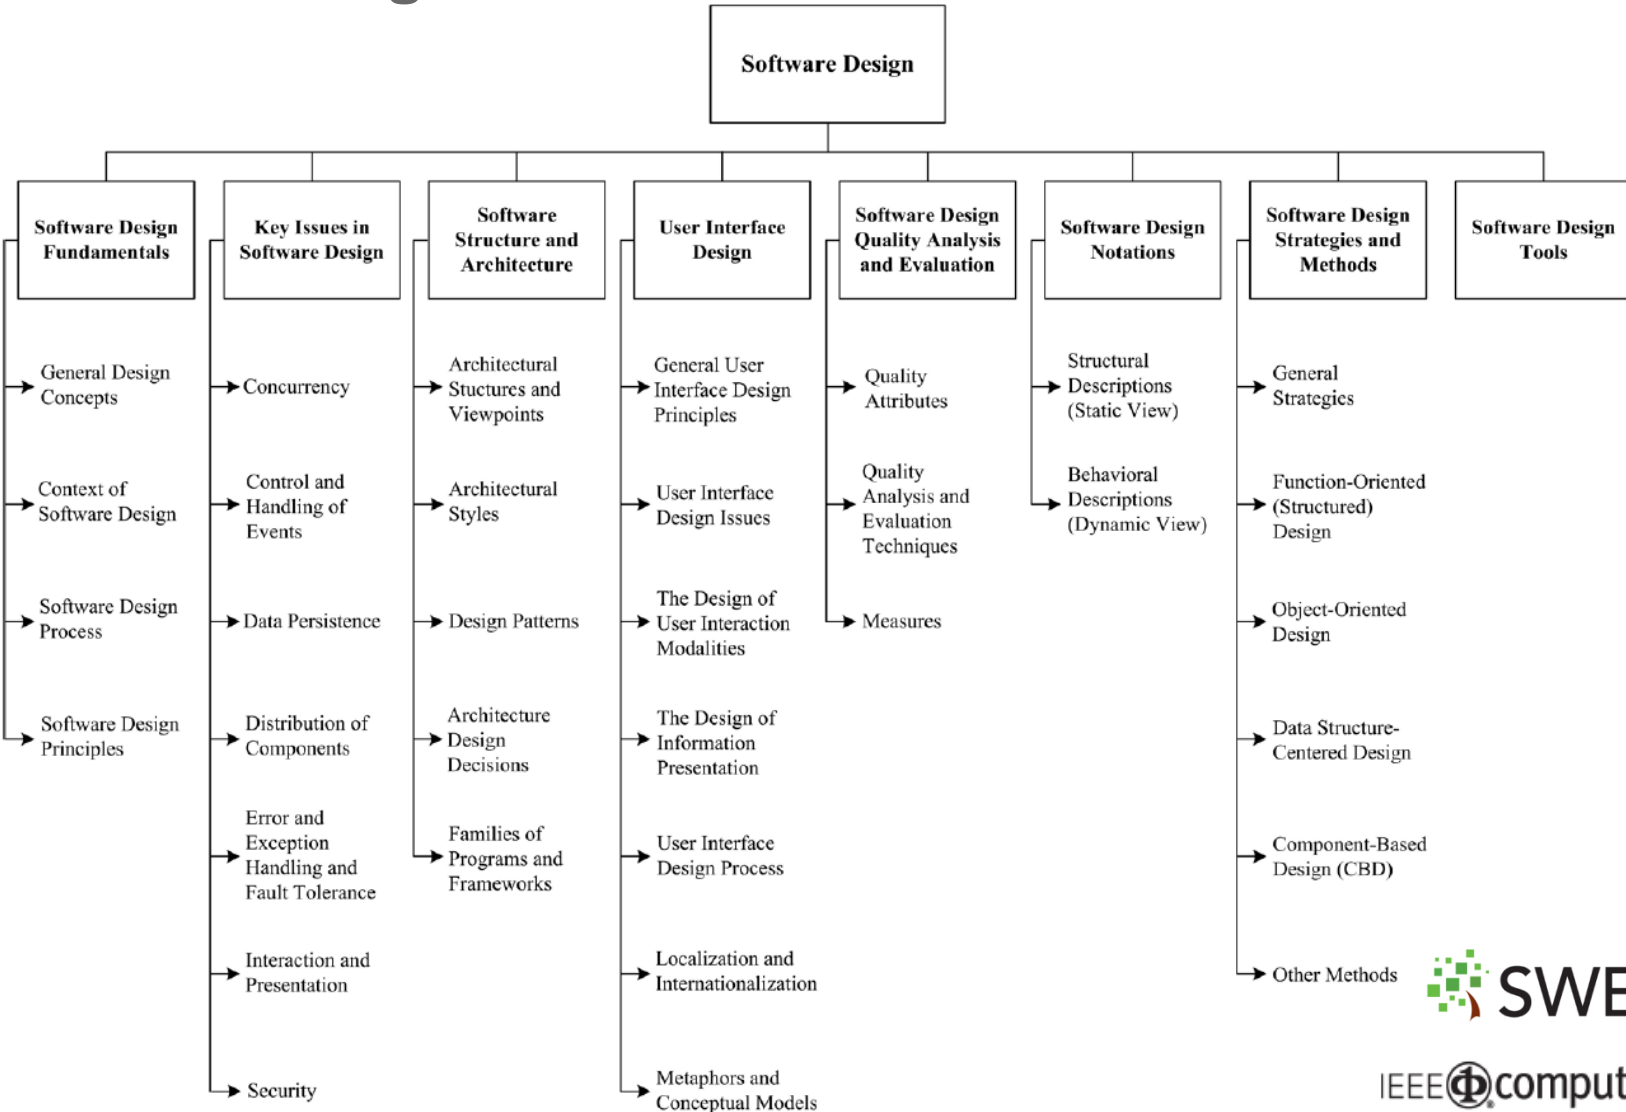 Software Design
Software Design
Fundamentals
General Design
Concepts
Context of
Software Design
Software Design
Process
Software Design
Principles
Key Issues in
Software Design
Concurrency
Control and
Handling of
Events
Data Persistence
Distribution of
Components
Error and
Exception
Handling and
Fault Tolerance
Interaction and
Presentation
Security
Software
Structure and
Architecture
Architectural
Stuctures and
Viewpoints
Architectural
Styles
Design Patterns
Architecture
Design
Decisions
Families of
Programs and
Frameworks
User Interface
Design
General User
Interface Design
Principles
User Interface
Design Issues
The Design of
User Interaction
Modalities
The Design of
Information
Presentation
User Interface
Design Process
Localization and
Internationalization
Metaphors and
Conceptual Models
Software Design
Quality Analysis
and Evaluation
Quality
Attributes
Quality
Analysis and
Evaluation
Techniques
Measures
Software Design
Notations
Structural
Descriptions
(Static View)
Behavioral
Descriptions
(Dynamic View)
Software Design
Strategies and
Methods
General
Strategies
Function-Oriented
(Structured)
Design
Object-Oriented
Design
Data Structure-
Centered Design
Component-Based
Design (CBD)
Other Methods
Software Design
Tools
SWE
IEEE comput